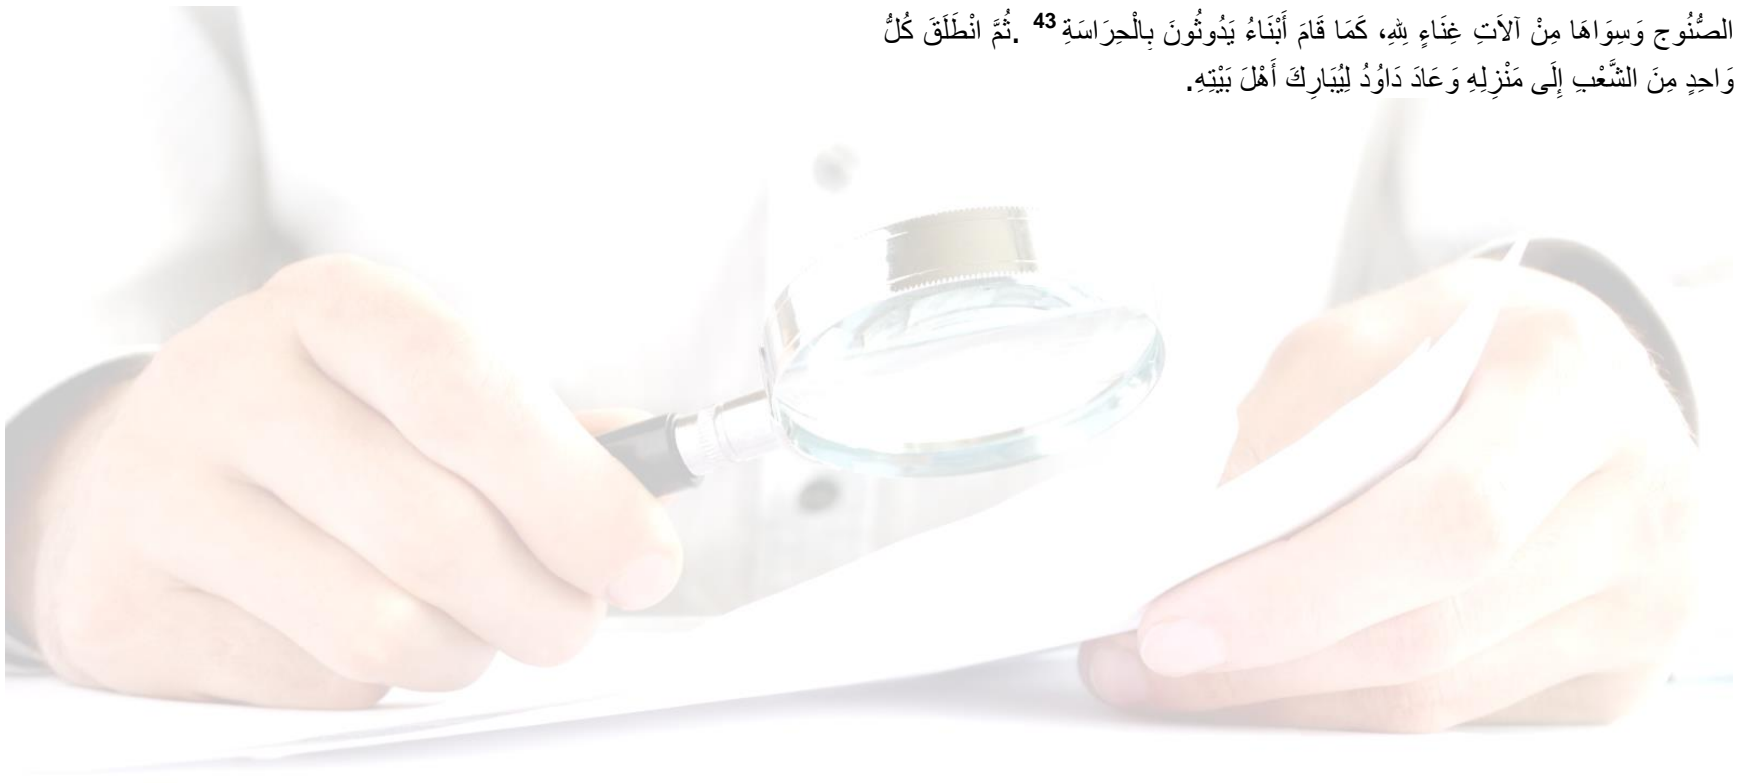 الصُّنُوج وَسِوَاهَا مِنْ آلاَتِ غِنَاءٍ لِلهِ، كَمَا قَامَ أَبْنَاءُ يَدُوثُونَ بِالْحِرَاسَةِ 43 .ثُمَّ انْطَلَقَ كُلُّ
وَاحِدٍ مِنَ الشَّعْبِ إِلَى مَنْزِلِهِ وَعَادَ دَاوُدُ لِيُبَارِكَ أَهْلَ بَيْتِهِ.